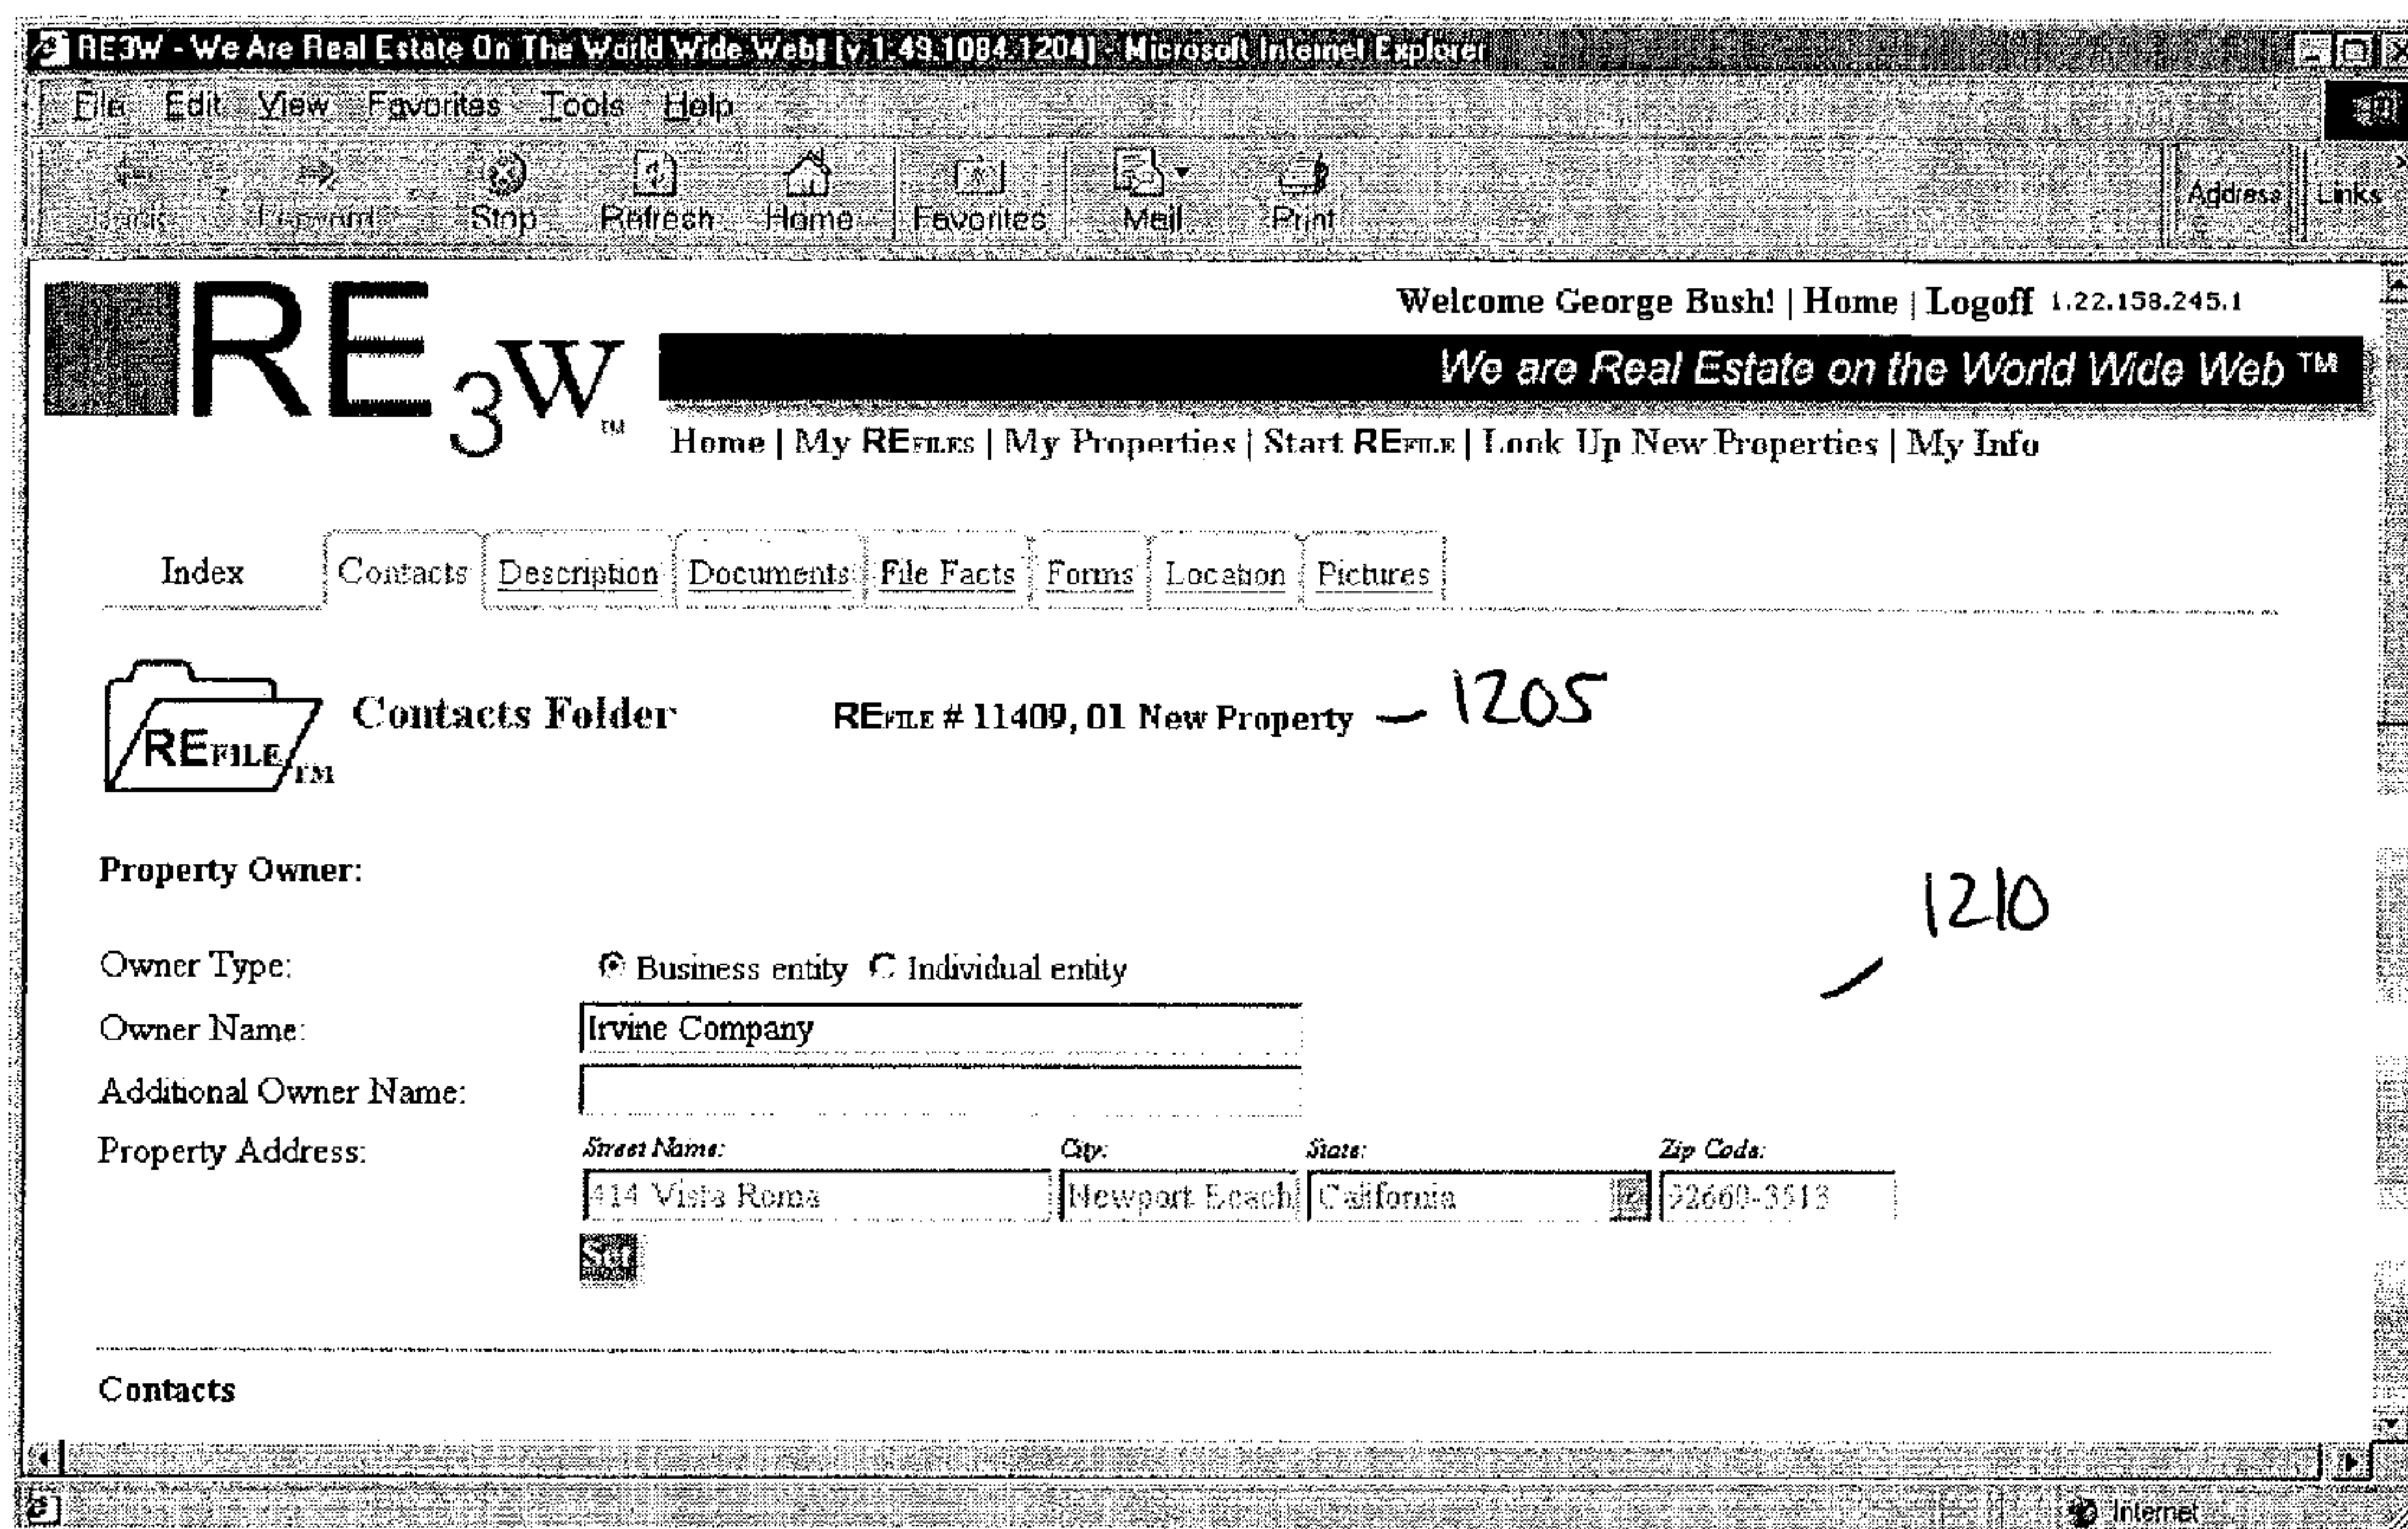 RE3W - We Are Real Estate On The World Wide Web! [v.1.49.1084.1204] - Microsoft Internet Explorer
File Edit View Favorites Tools Help
Back Forward Stop Refresh Home Favorites Mail Print Address Links
Welcome George Bush! | Home | Logoff 1.22.158.245.1
RE3W TM
We are Real Estate on the World Wide Web TM
Home | My REFILES | My Properties | Start REFILE | Look Up New Properties | My Info
Index Contacts Description Documents File Facts Forms Location Pictures
REFILE TM Contacts Folder REFILE # 11409, 01 New Property — 1205
Property Owner:
1210
Owner Type: Business entity Individual entity
Owner Name: Irvine Company
Additional Owner Name:
Property Address: Street Name: City: State: Zip Code:
414 Vista Roma Newport Beach California 92660-3513
Contacts
Internet